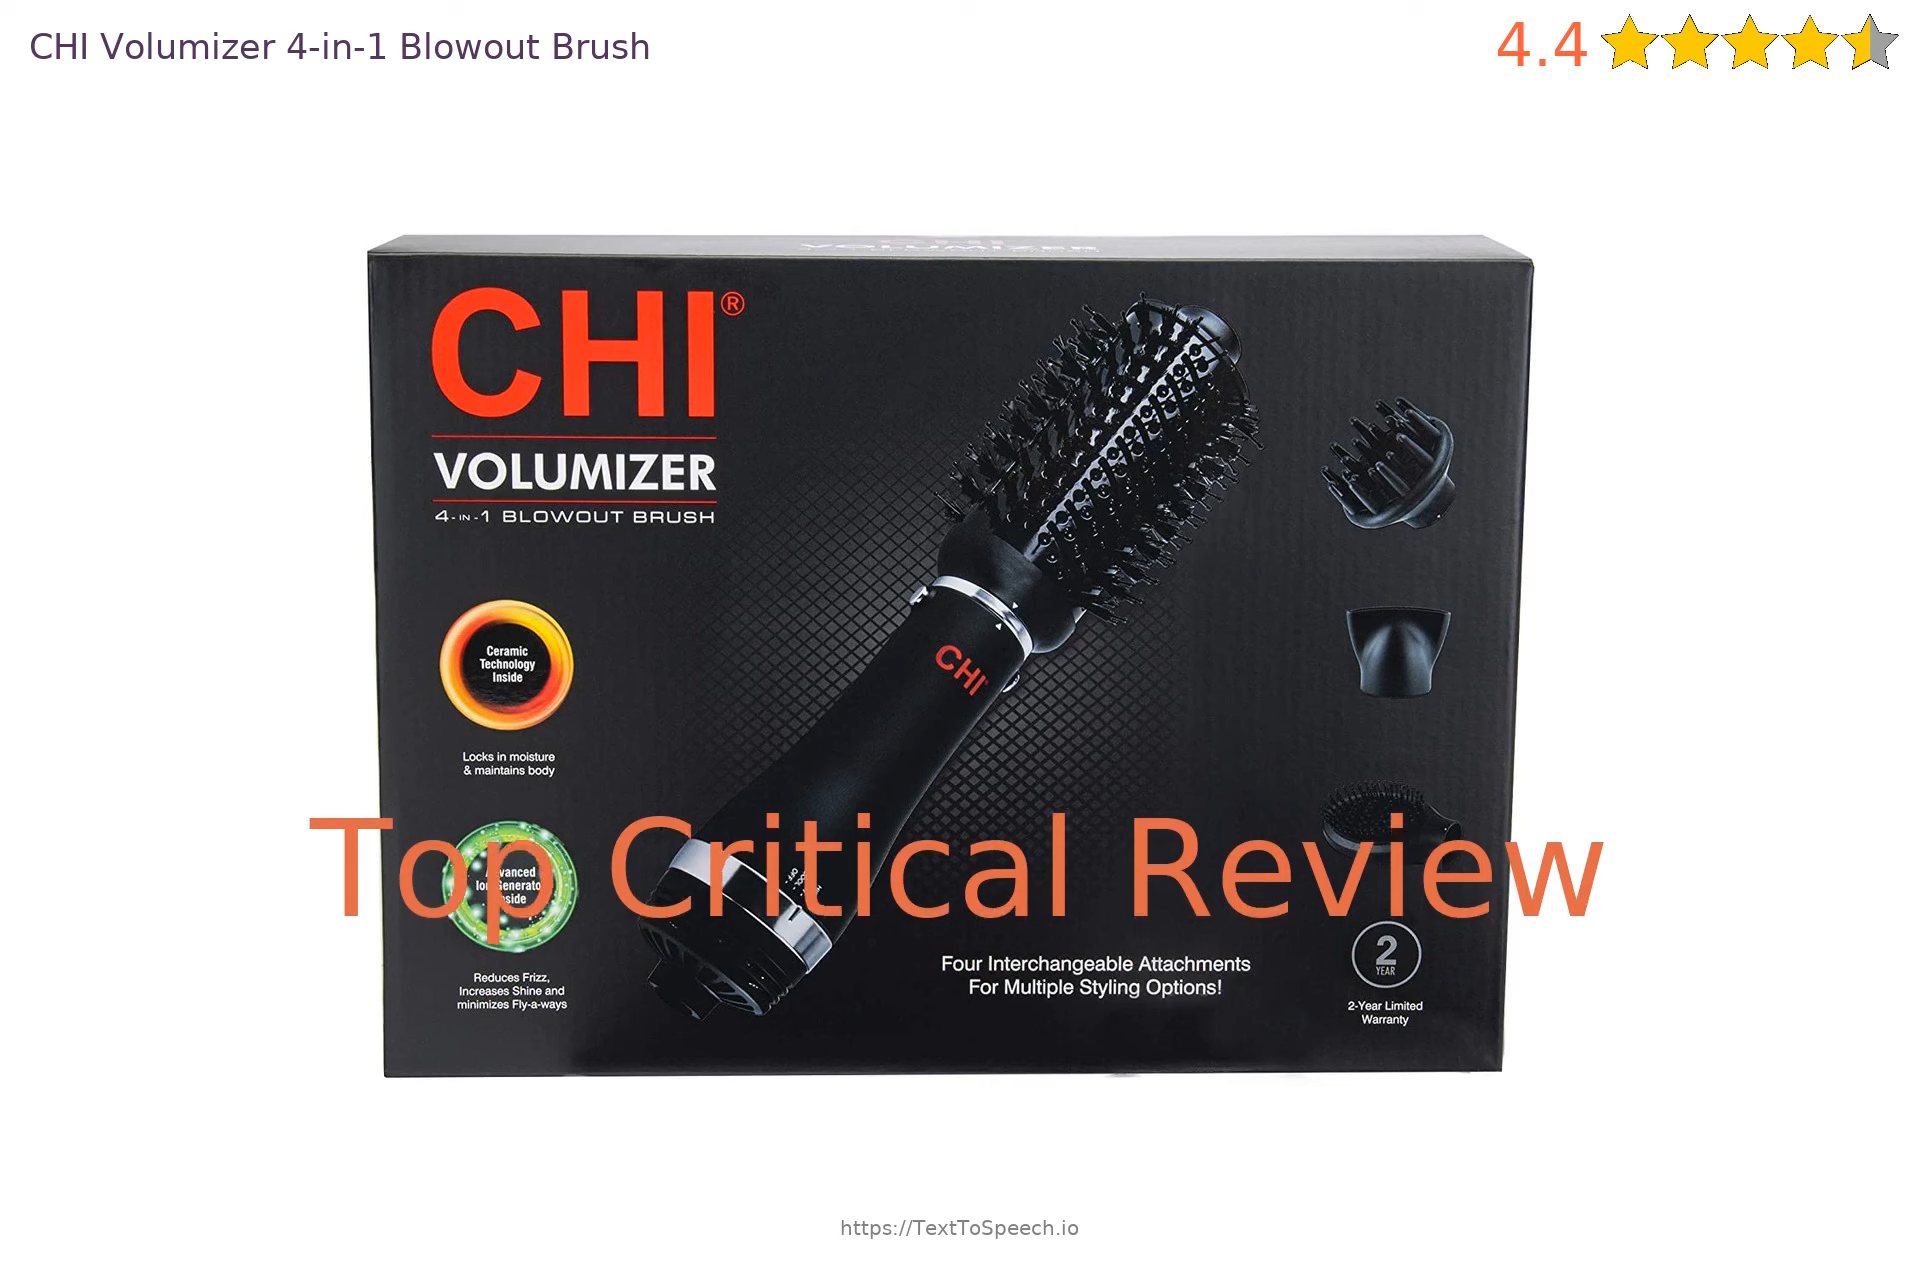 CHI Volumizer 4-in-1 Blowout Brush
4.4
VOLUMIZER
CHI®
VOLUMIZER
4-IN-1 BLOWOUT BRUSH
Ceramic
Technology
Inside
Locks in moisture
& maintains body
CHI
Top Critical Review
OFF
Reduces Frizz,
Increases Shine and
minimizes Fly-a-ways
Four Interchangeable Attachments
For Multiple Styling Options!
2
YEAR
2-Year Limited
Warranty
https://TextToSpeech.io